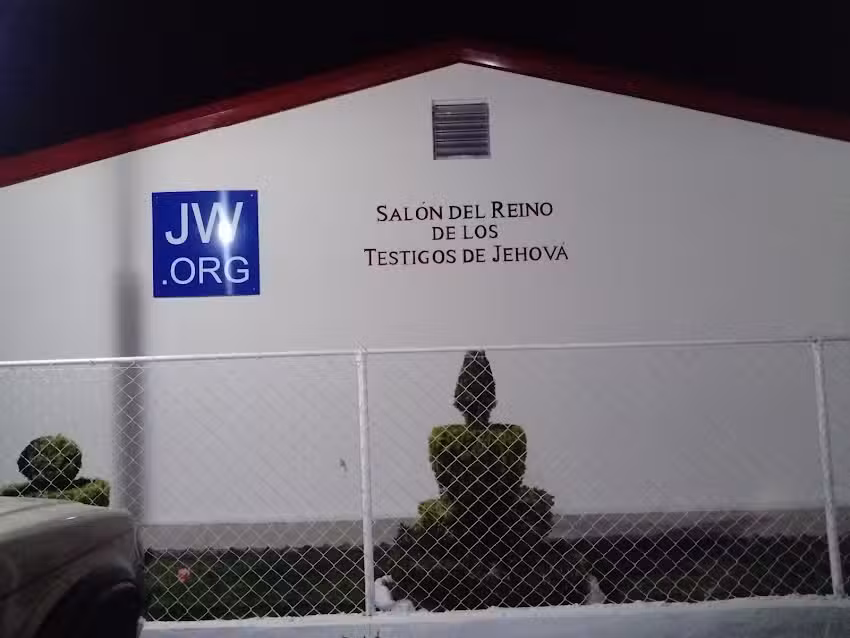 JW
.ORG
SALÓN DEL REINO
DE LOS
TESTIGOS DE JEHOVÁ